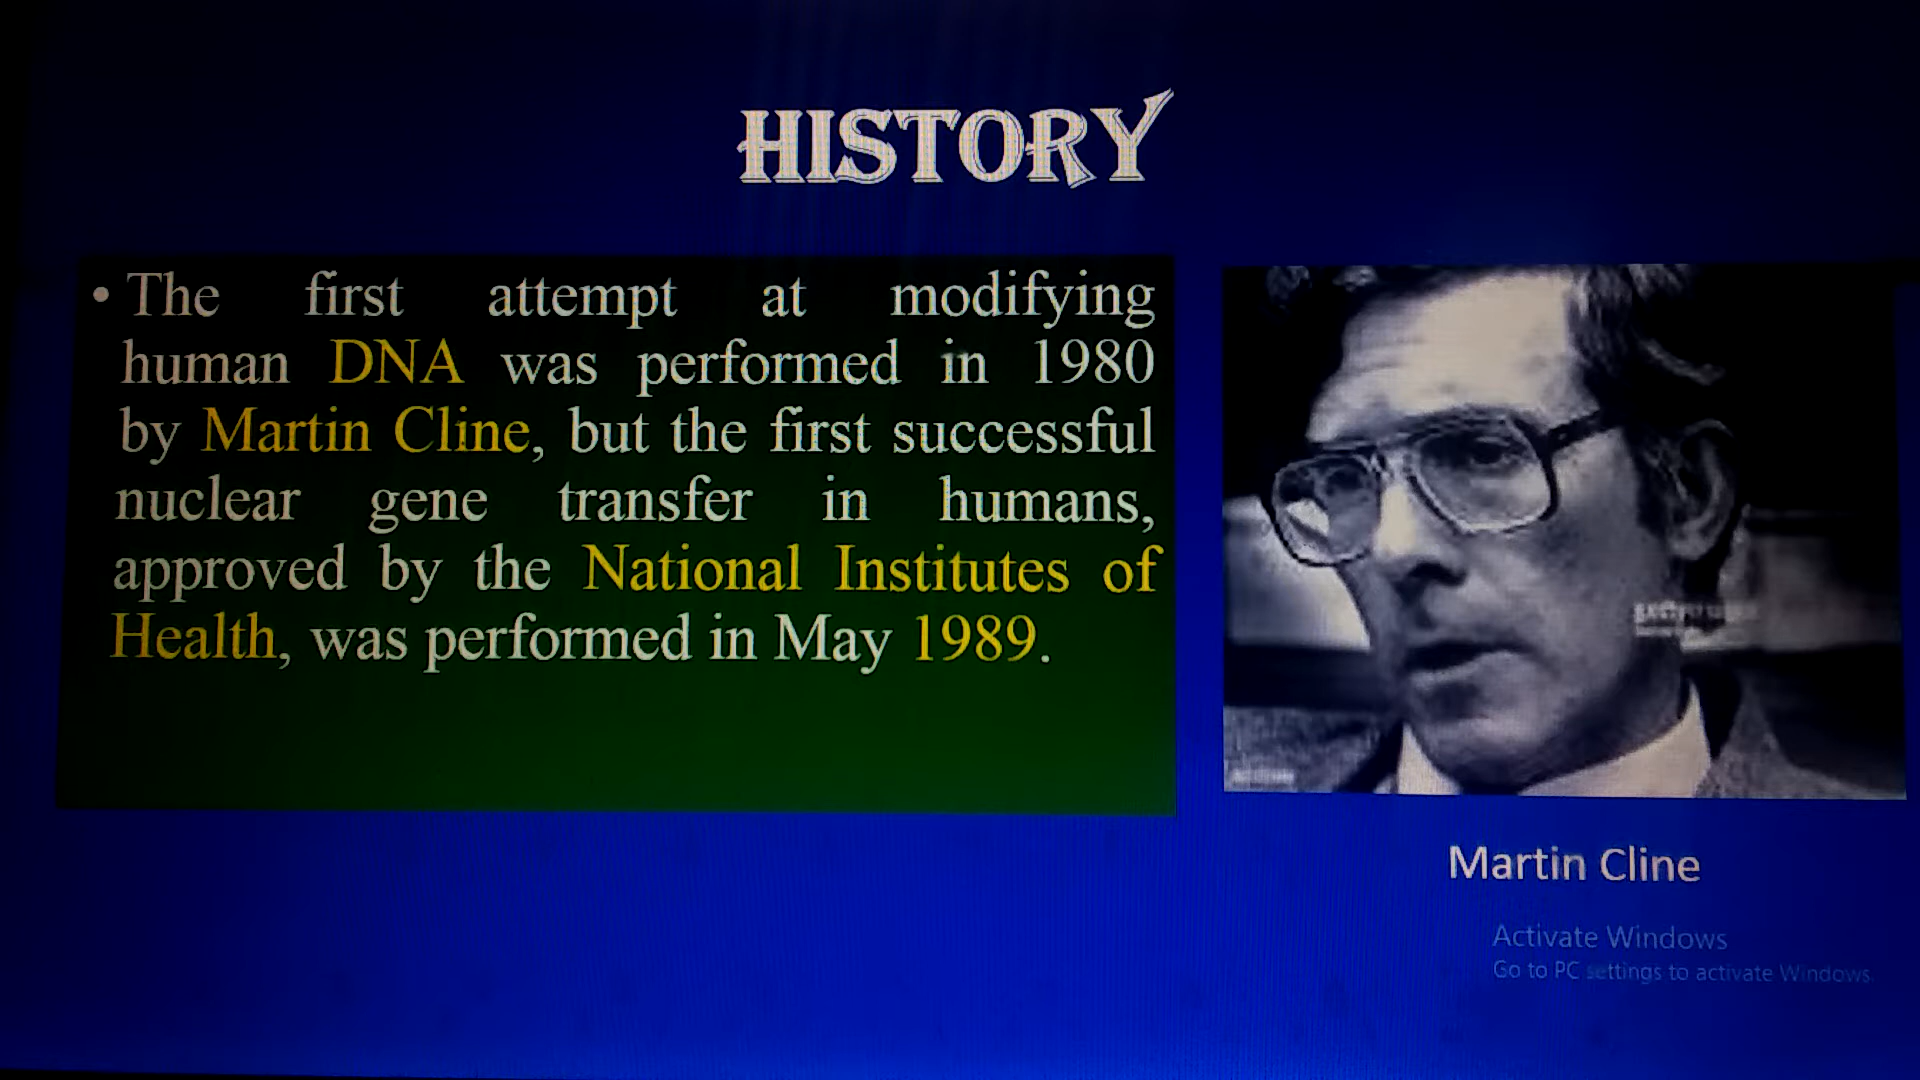 HISTORY
• The first attempt at modifying
human DNA was performed in 1980
by Martin Cline, but the first successful
nuclear gene transfer in humans,
approved by the National Institutes of
Health, was performed in May 1989.
Martin Cline
Activate Windows
Go to PC settings to activate Windows.